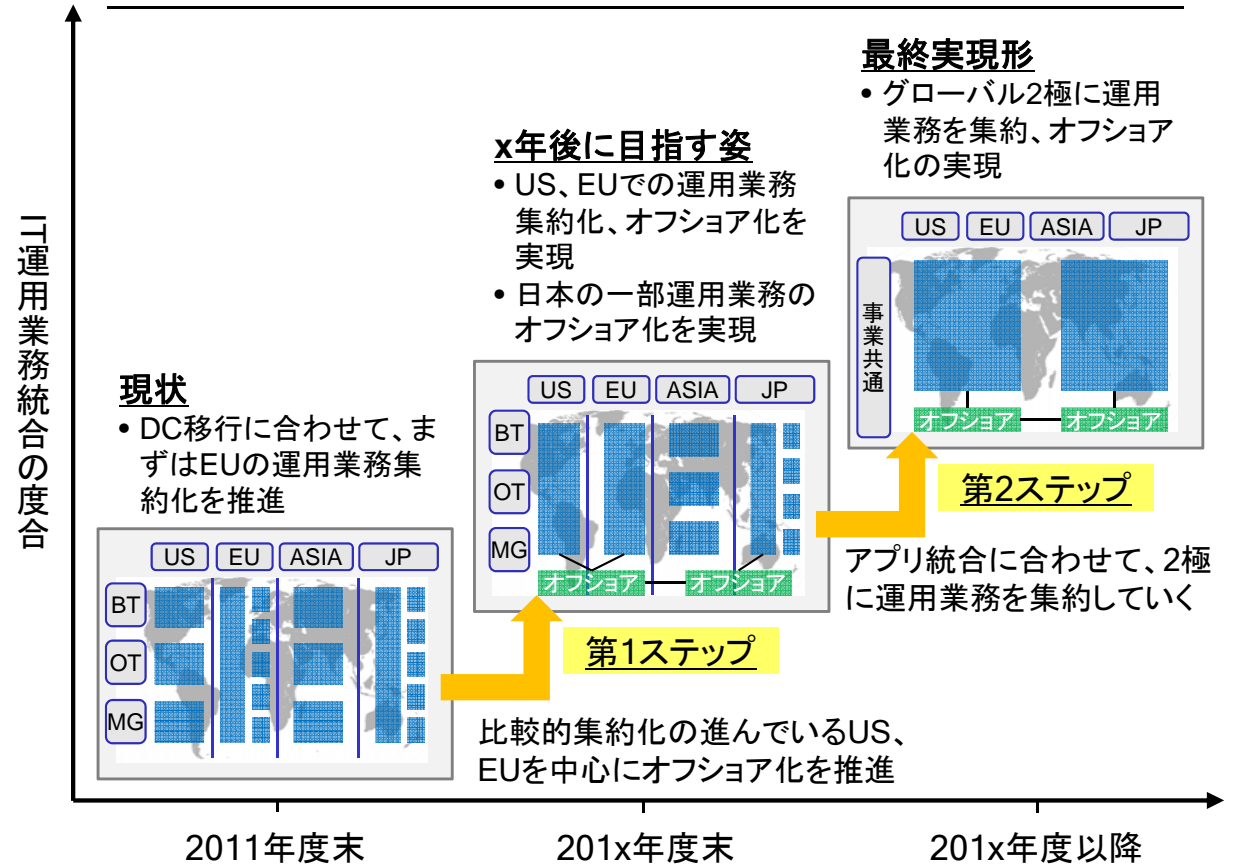 IT運用業務統合の度合
最終実現形
• グローバル2極に運用
業務を集約、オフショア
化の実現
US EU ASIA JP
事業共通
オフショア オフショア
x年後に目指す姿
• US、EUでの運用業務
集約化、オフショア化を
実現
• 日本の一部運用業務の
オフショア化を実現
US EU ASIA JP
BT
OT
MG
オフショア オフショア
現状
• DC移行に合わせて、ま
ずはEUの運用業務集
約化を推進
US EU ASIA JP
BT
OT
MG
第1ステップ
比較的集約化の進んでいるUS、
EUを中心にオフショア化を推進
第2ステップ
アプリ統合に合わせて、2極
に運用業務を集約していく
2011年度末 201x年度末 201x年度以降